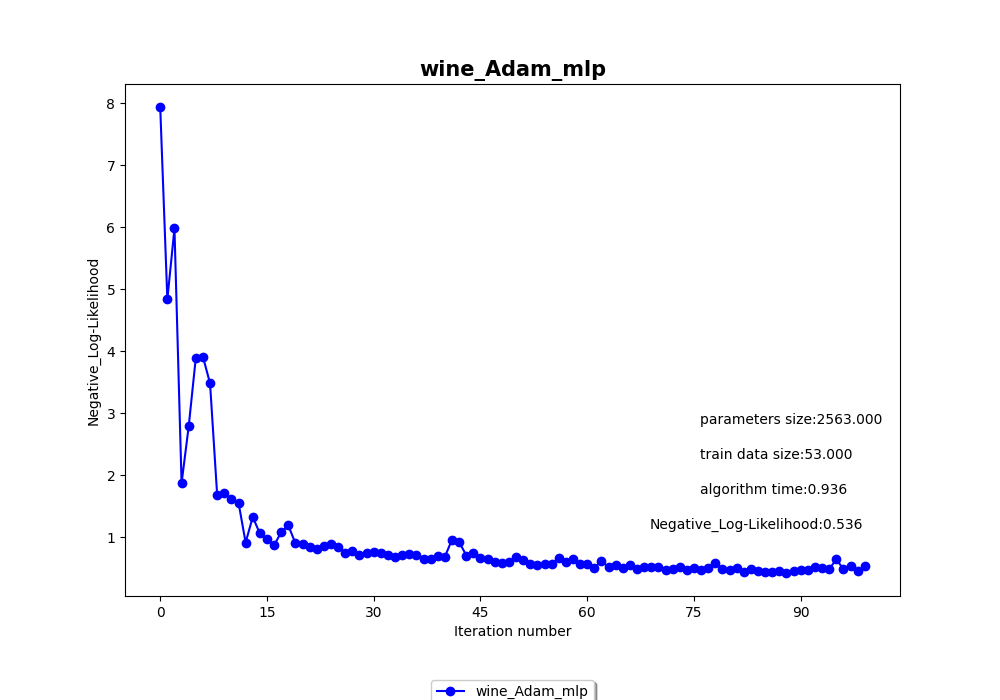 wine_Adam_mlp
8
7
6
5
4
3
2
1
Negative_Log-Likelihood
parameters size:2563.000
train data size:53.000
algorithm time:0.936
Negative_Log-Likelihood:0.536
0 15 30 45 60 75 90
Iteration number
wine_Adam_mlp